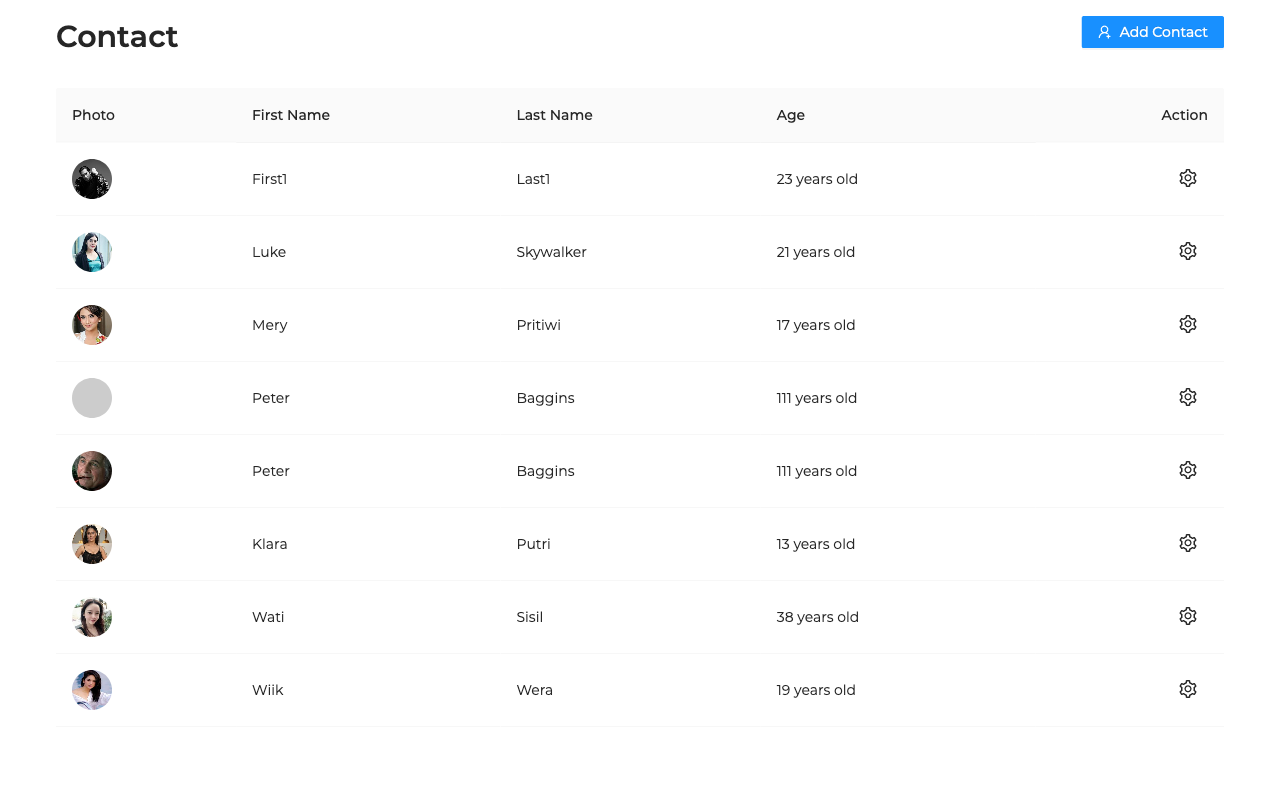 Contact
Add Contact
Photo First Name Last Name Age Action
First1 Last1 23 years old
Luke Skywalker 21 years old
Mery Pritiwi 17 years old
Peter Baggins 111 years old
Peter Baggins 111 years old
Klara Putri 13 years old
Wati Sisil 38 years old
Wiik Wera 19 years old